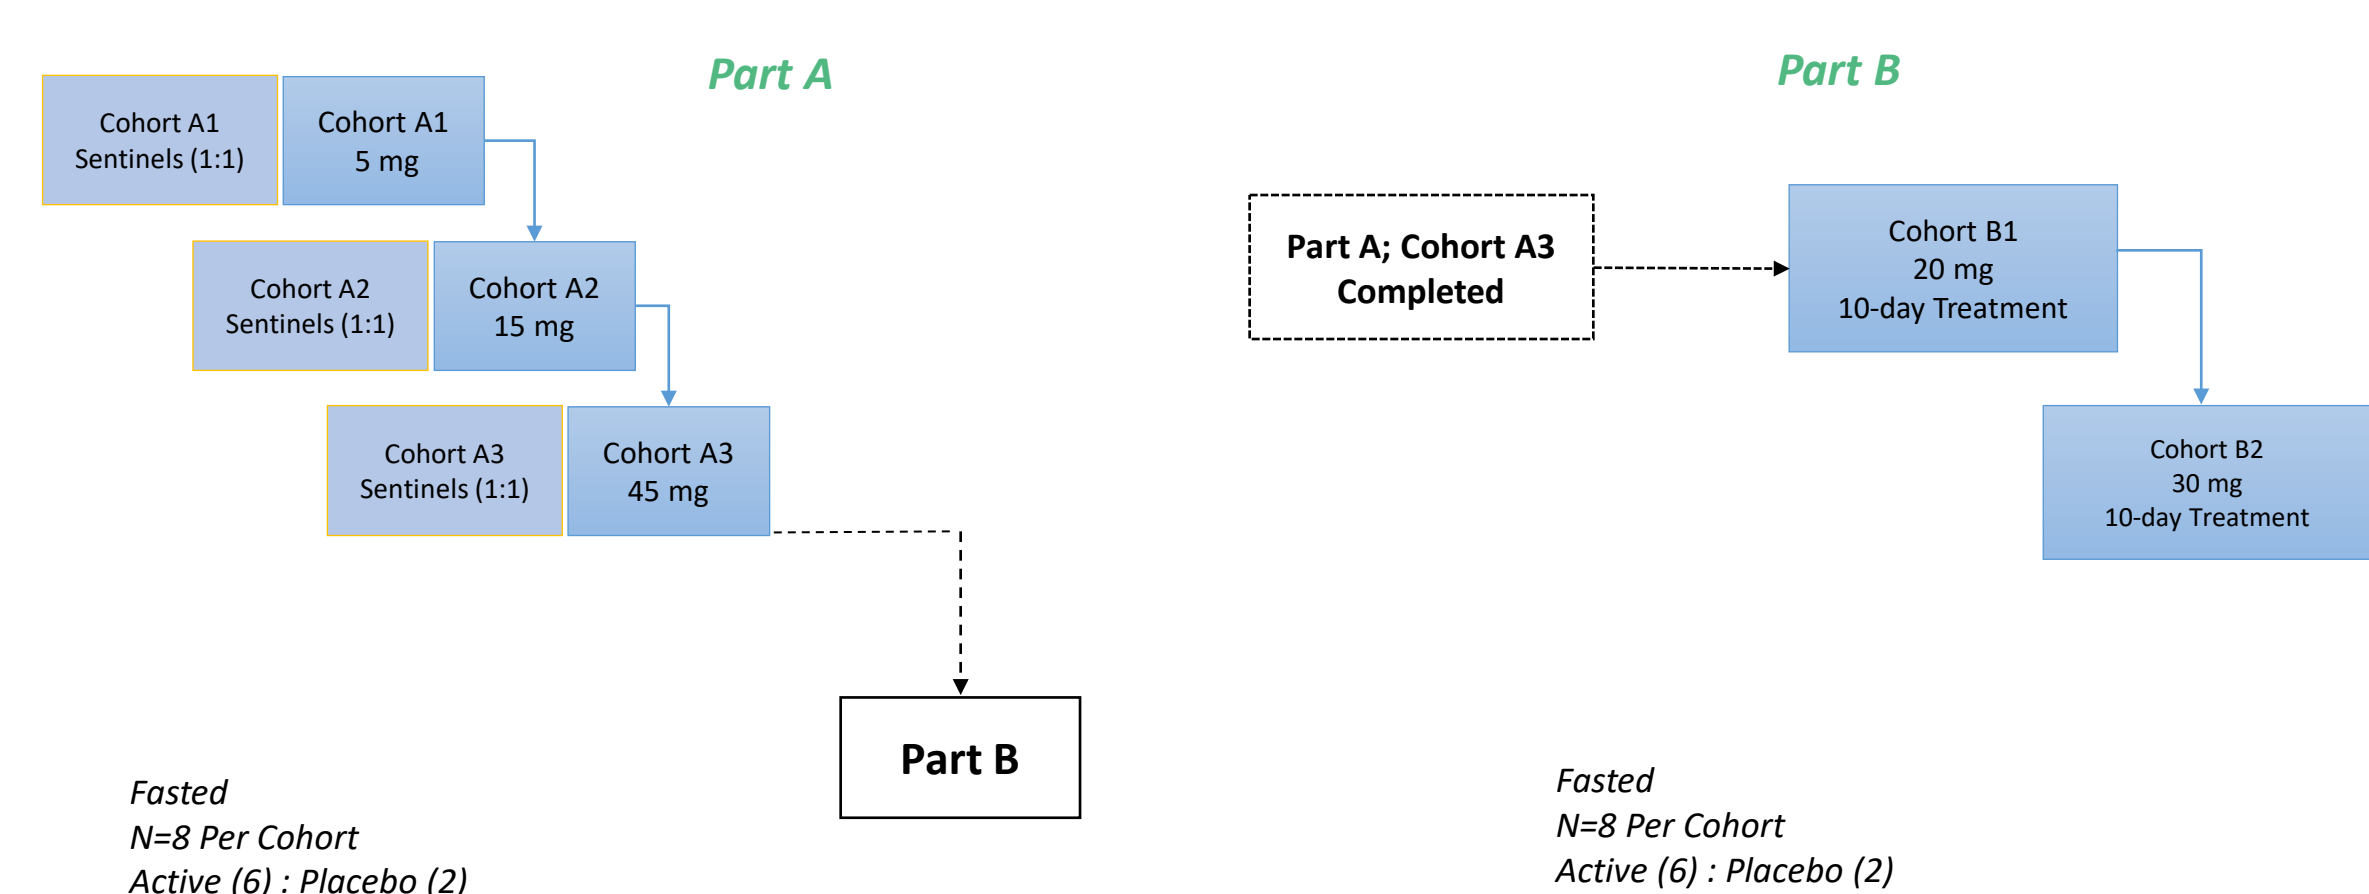 Part A
Cohort A1
Sentinels (1:1)
Cohort A1
5 mg
Cohort A2
Sentinels (1:1)
Cohort A2
15 mg
Cohort A3
Sentinels (1:1)
Cohort A3
45 mg
Part B
Fasted
N=8 Per Cohort
Active (6) : Placebo (2)
Part B
Part A; Cohort A3
Completed
Cohort B1
20 mg
10-day Treatment
Cohort B2
30 mg
10-day Treatment
Fasted
N=8 Per Cohort
Active (6) : Placebo (2)